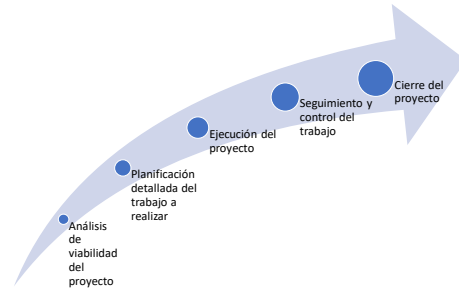 Análisis
de
viabilidad
del
proyecto
Planificación
detallada del
trabajo a
realizar
Ejecución del
proyecto
Seguimiento y
control del
trabajo
Cierre del
proyecto